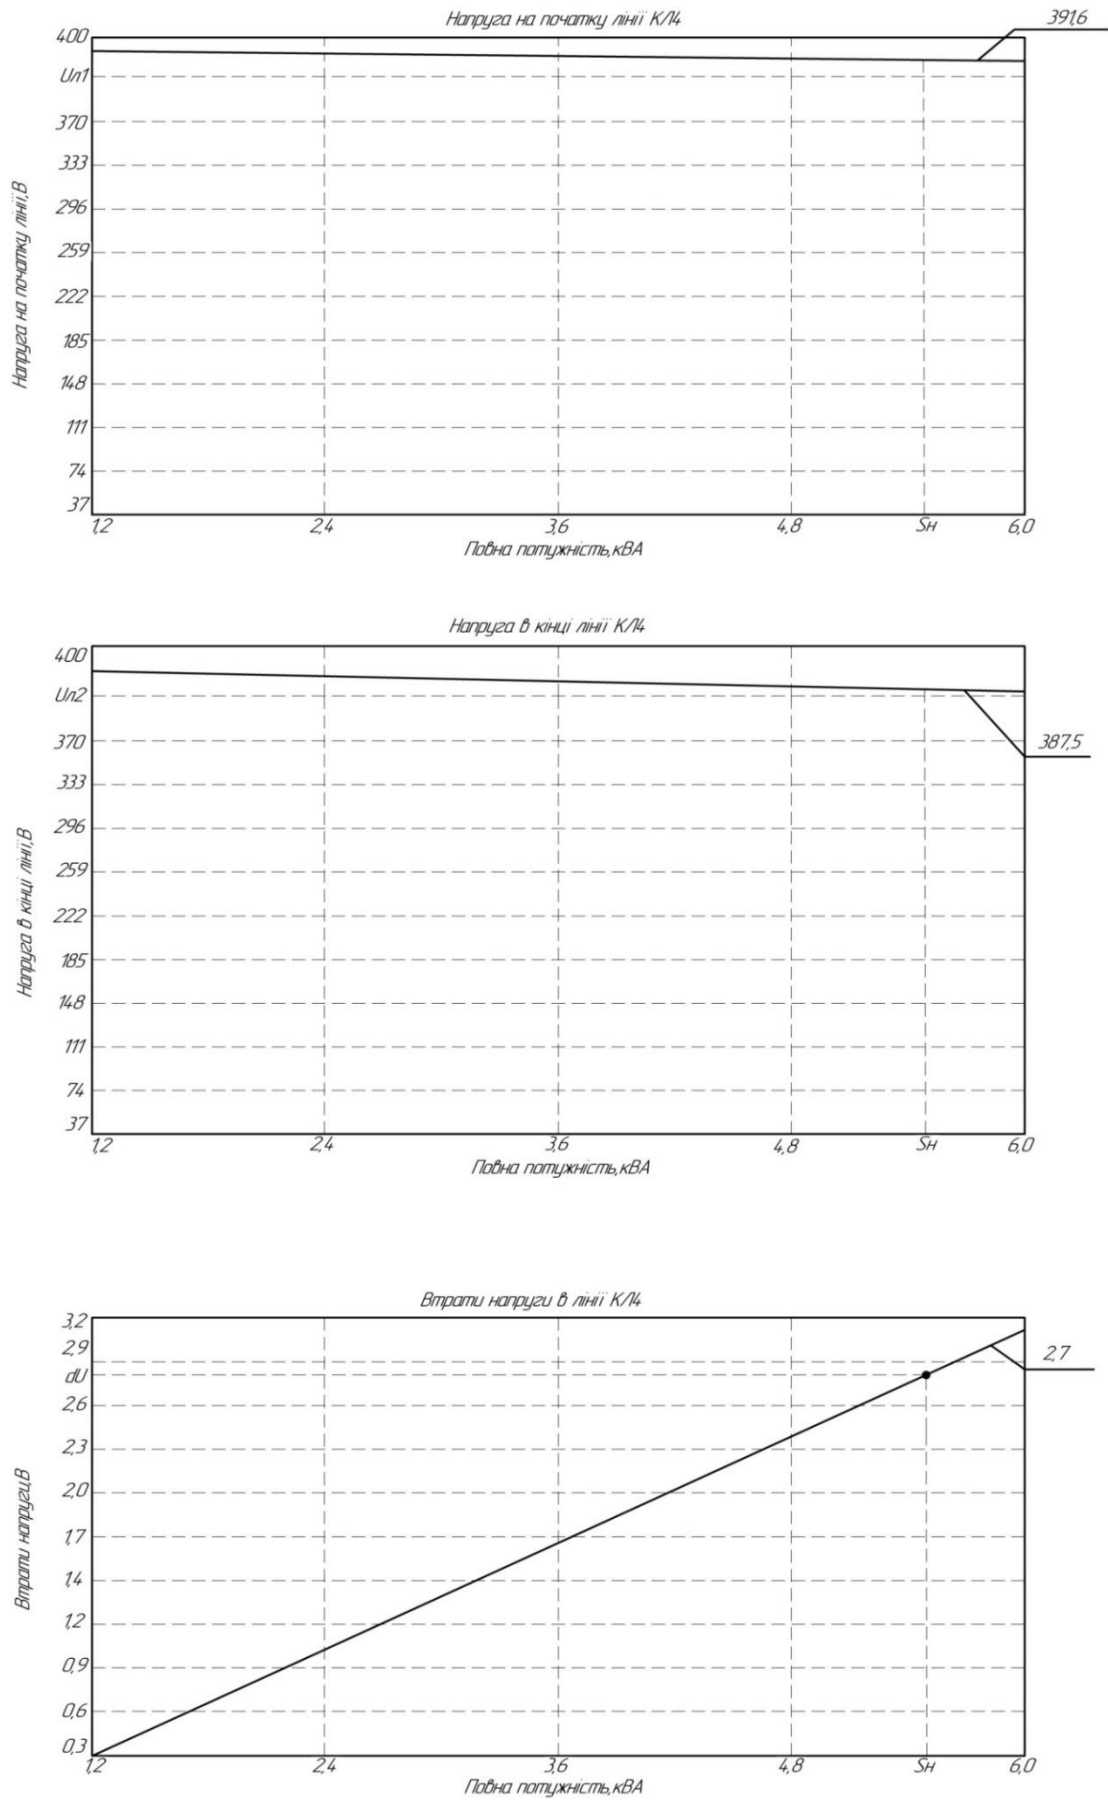 Напруга на початку лінії КЛ4
391,6
400
Uл1
370
333
296
259
222
185
148
111
74
37
Напруга на початку лінії,В
1,2 2,4 3,6 4,8 Sн 6,0
Повна потужність,кВА
Напруга в кінці лінії КЛ4
400
Uл2
370
387,5
333
296
259
222
185
148
111
74
37
Напруга в кінці лінії,В
1,2 2,4 3,6 4,8 Sн 6,0
Повна потужність,кВА
Втрати напруги в лінії КЛ4
3,2
2,9
2,7
dU
2,6
2,3
2,0
1,7
1,4
1,2
0,9
0,6
0,3
Втрати напруги,В
1,2 2,4 3,6 4,8 Sн 6,0
Повна потужність,кВА